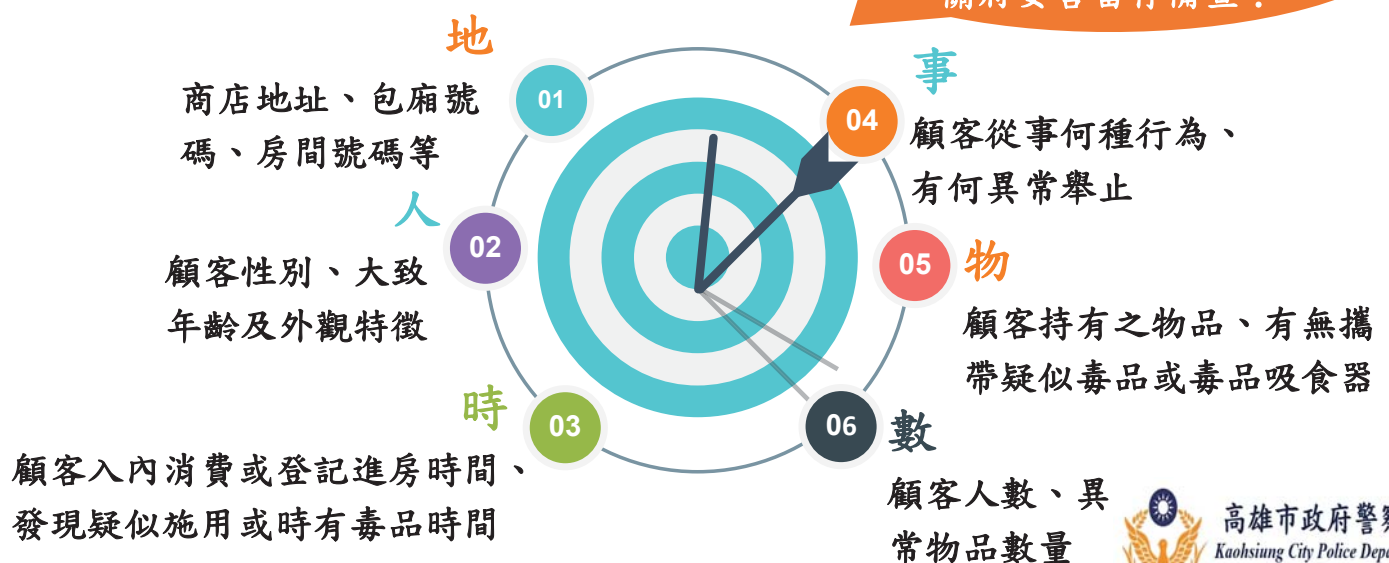 地
01
商店地址、包廂號
碼、房間號碼等
人
02
顧客性別、大致
年齡及外觀特徵
時
03
顧客入內消費或登記進房時間、
發現疑似施用或時有毒品時間
事
04
顧客從事何種行為、
有何異常舉止
物
05
顧客持有之物品、有無攜
帶疑似毒品或毒品吸食器
06
數
顧客人數、異
常物品數量
高雄市政府警察
Kaohsiung City Police Depa